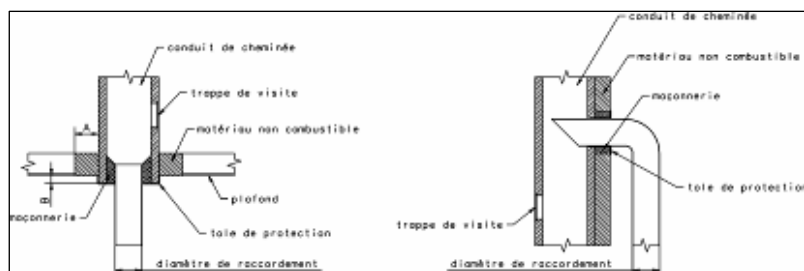 conduit de cheminée
trappe de visite
matériau non combustible
A
B
plofond
maçonnerie
tole de protection
diamètre de raccordement
conduit de cheminée
matériau non combustible
maçonnerie
tole de protection
trappe de visite
diamètre de raccordement